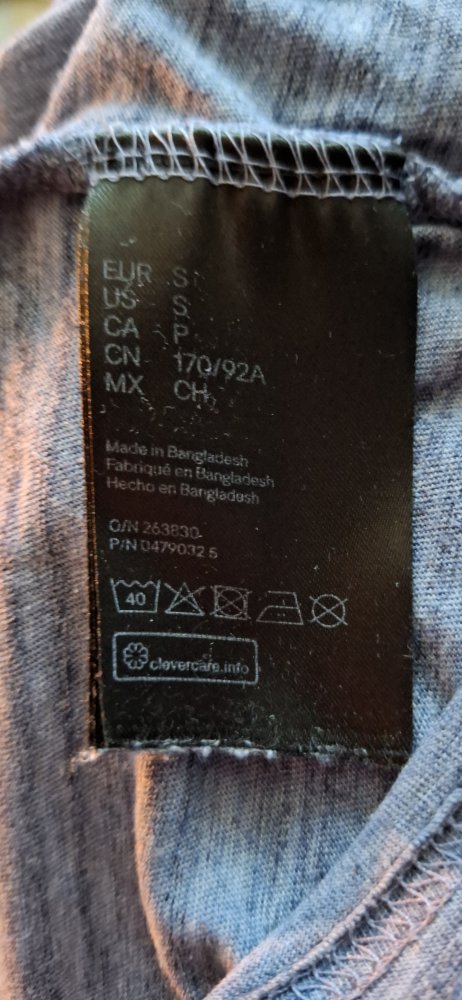 EUR S
US S
CA P
CN 170/92A
MX CH
Made in Bangladesh
Fabriqué en Bangladesh
Hecho en Bangladesh
O/N 263830
P/N 0479032 5
40
clevercare.info